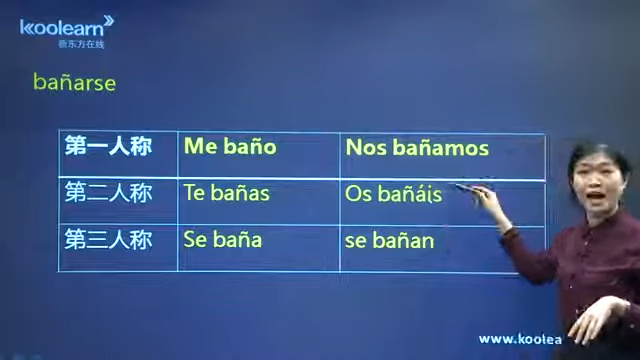 koolearn
新东方在线
bañarse
第一人称 Me baño Nos bañamos
第二人称 Te bañas Os bañáis
第三人称 Se baña se bañan
www.koolea